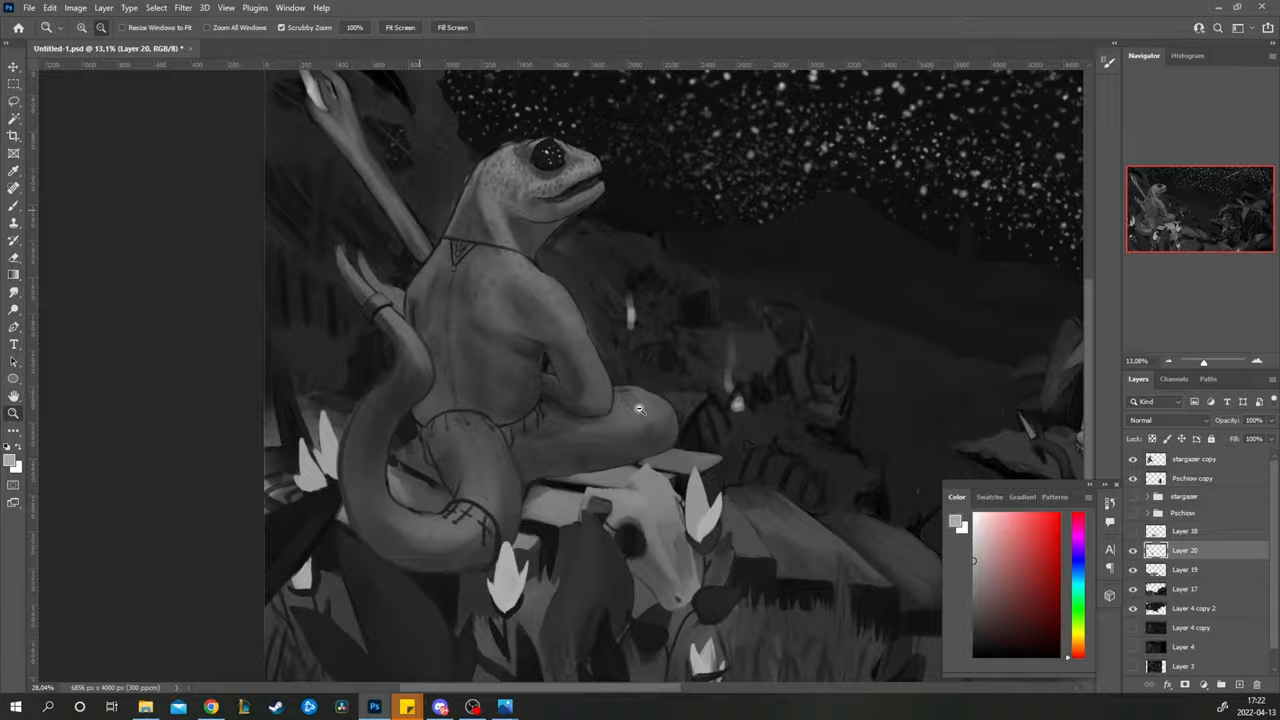 File Edit Image Layer Type Select Filter 3D View Plugins Window Help
Resize Windows to Fit Zoom All Windows Scrubby Zoom 100% Fit Screen Fill Screen
Untitled-1.psd @ 13,1% (Layer 20, RGB/8) *
Navigator Histogram
13,08%
Layers Channels Paths
Kind
Normal Opacity: 100%
Lock: Fill: 100%
stargazer copy
Pschiow copy
stargazer
Pschiow
Layer 18
Layer 20
Layer 19
Layer 17
Layer 4 copy 2
Layer 4 copy
Layer 4
Layer 3
Color Swatches Gradients Patterns
28,04% 6856 px x 4000 px (300 ppcm)
17:22
2022-04-13